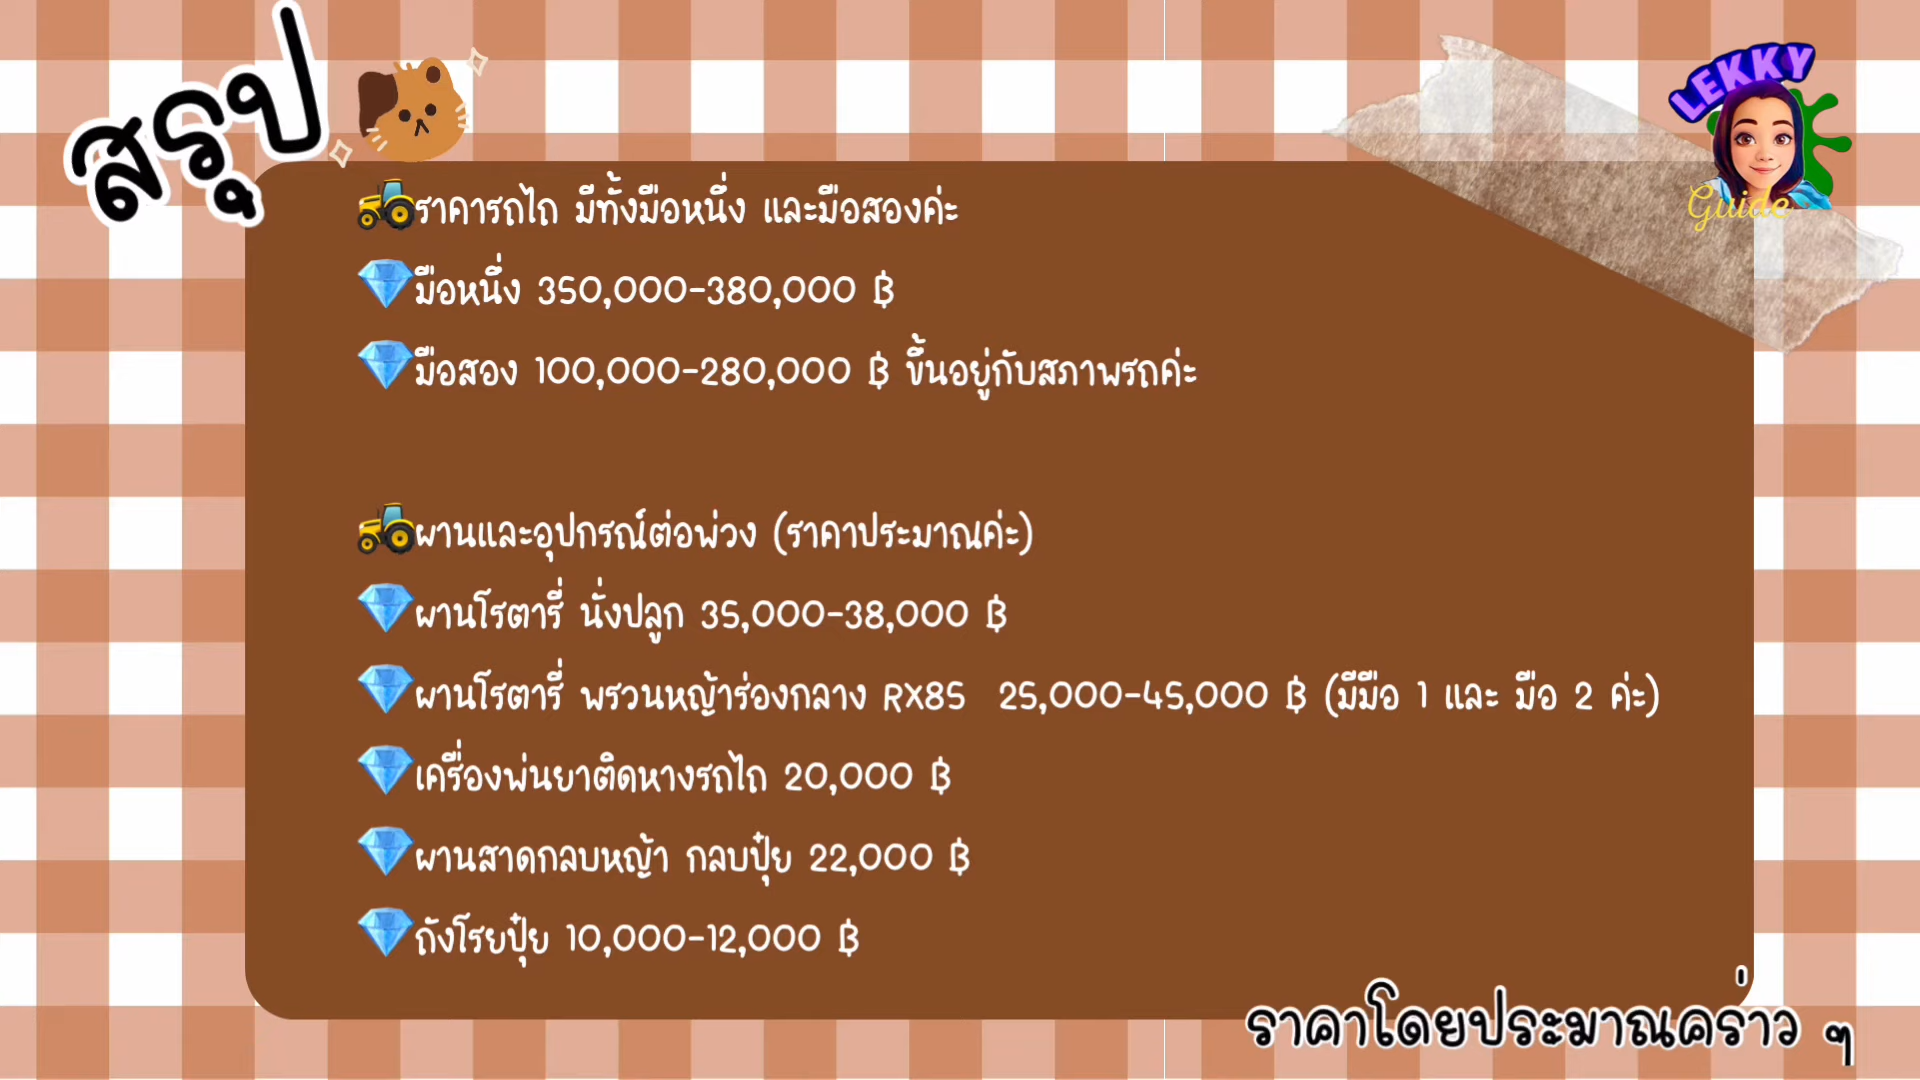 สรุป
LEKKY
Guide
ราคารถไถ มีทั้งมือหนึ่ง และมือสองค่ะ
มือหนึ่ง 350,000-380,000 ฿
มือสอง 100,000-280,000 ฿ ขึ้นอยู่กับสภาพรถค่ะ
ผานและอุปกรณ์ต่อพ่วง (ราคาประมาณค่ะ)
ผานโรตารี่ นั่งปลูก 35,000-38,000 ฿
ผานโรตารี่ พรวนหญ้าร่องกลาง RX85 25,000-45,000 ฿ (มีมือ 1 และ มือ 2 ค่ะ)
เครื่องพ่นยาติดหางรถไถ 20,000 ฿
ผานสาดกลบหญ้า กลบปุ๋ย 22,000 ฿
ถังโรยปุ๋ย 10,000-12,000 ฿
ราคาโดยประมาณคร่าว ๆ